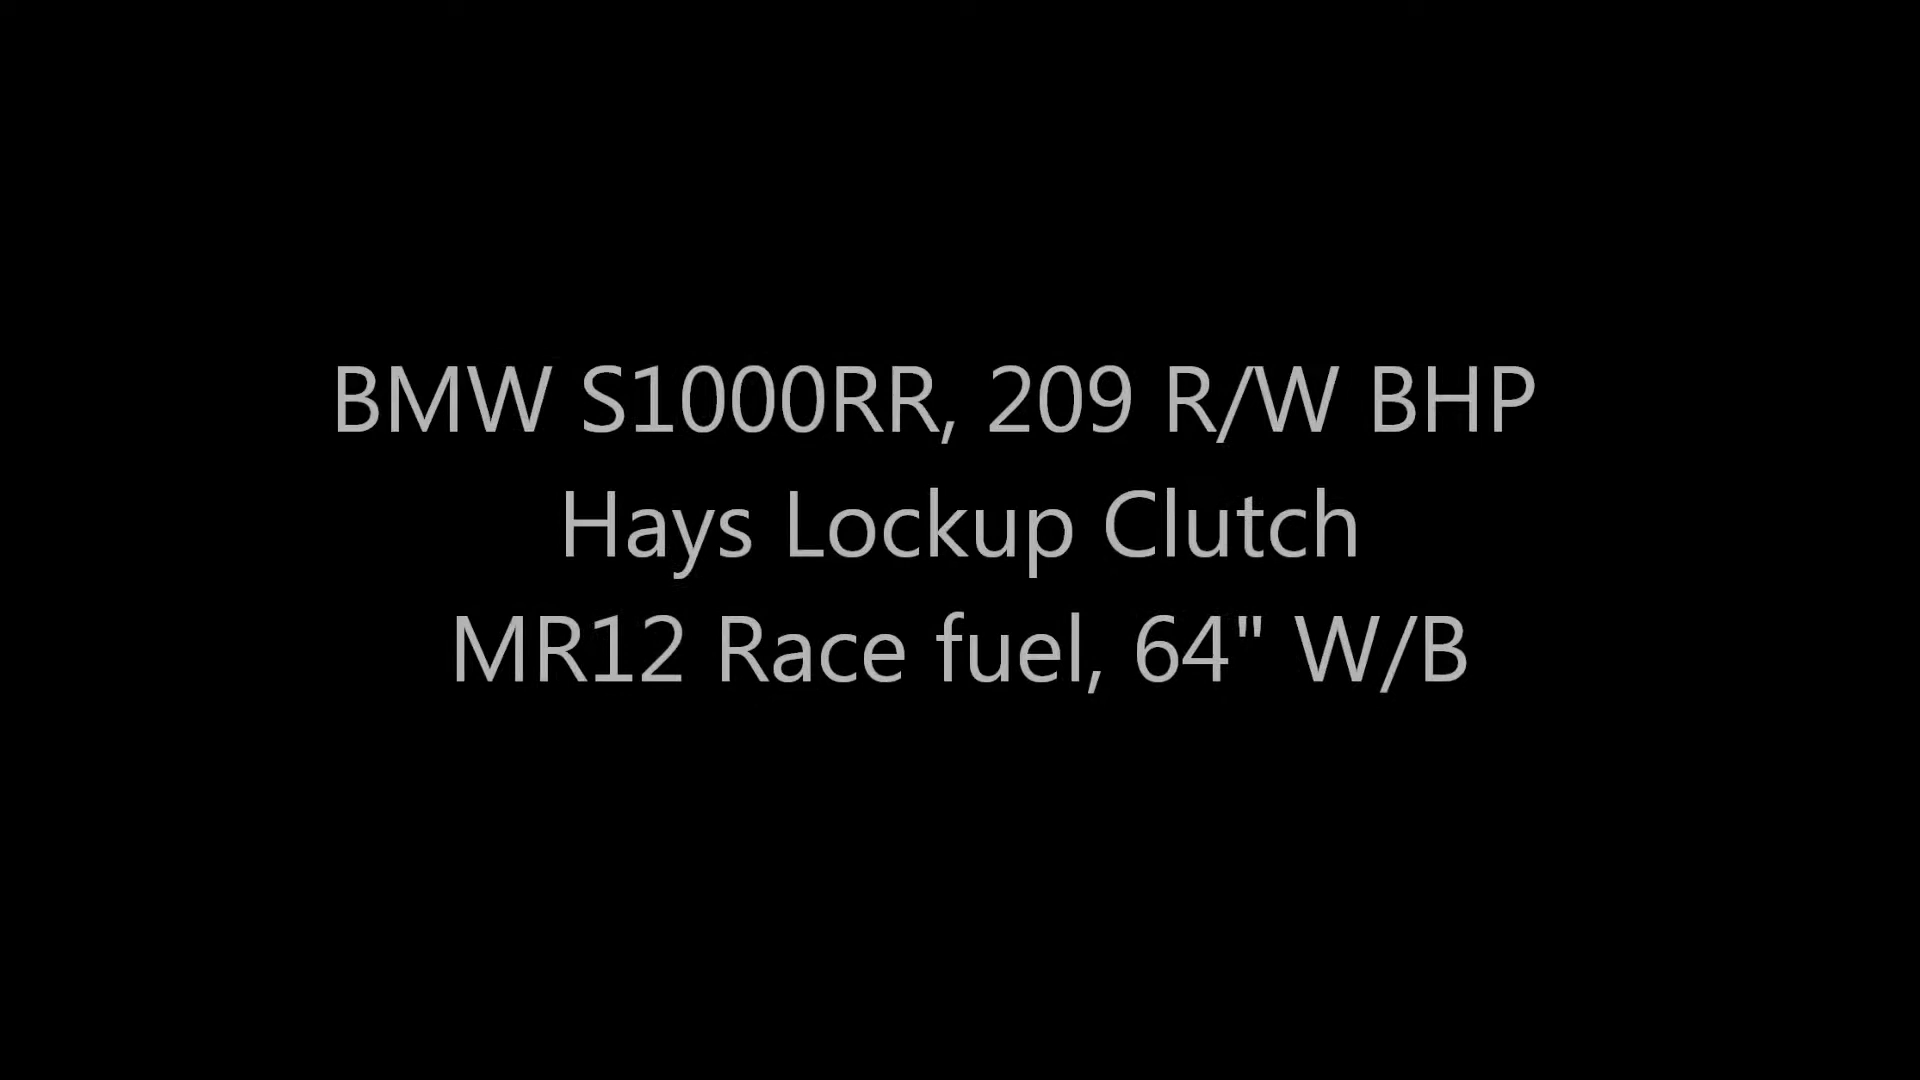 BMW S1000RR, 209 R/W BHP
Hays Lockup Clutch
MR12 Race fuel, 64" W/B